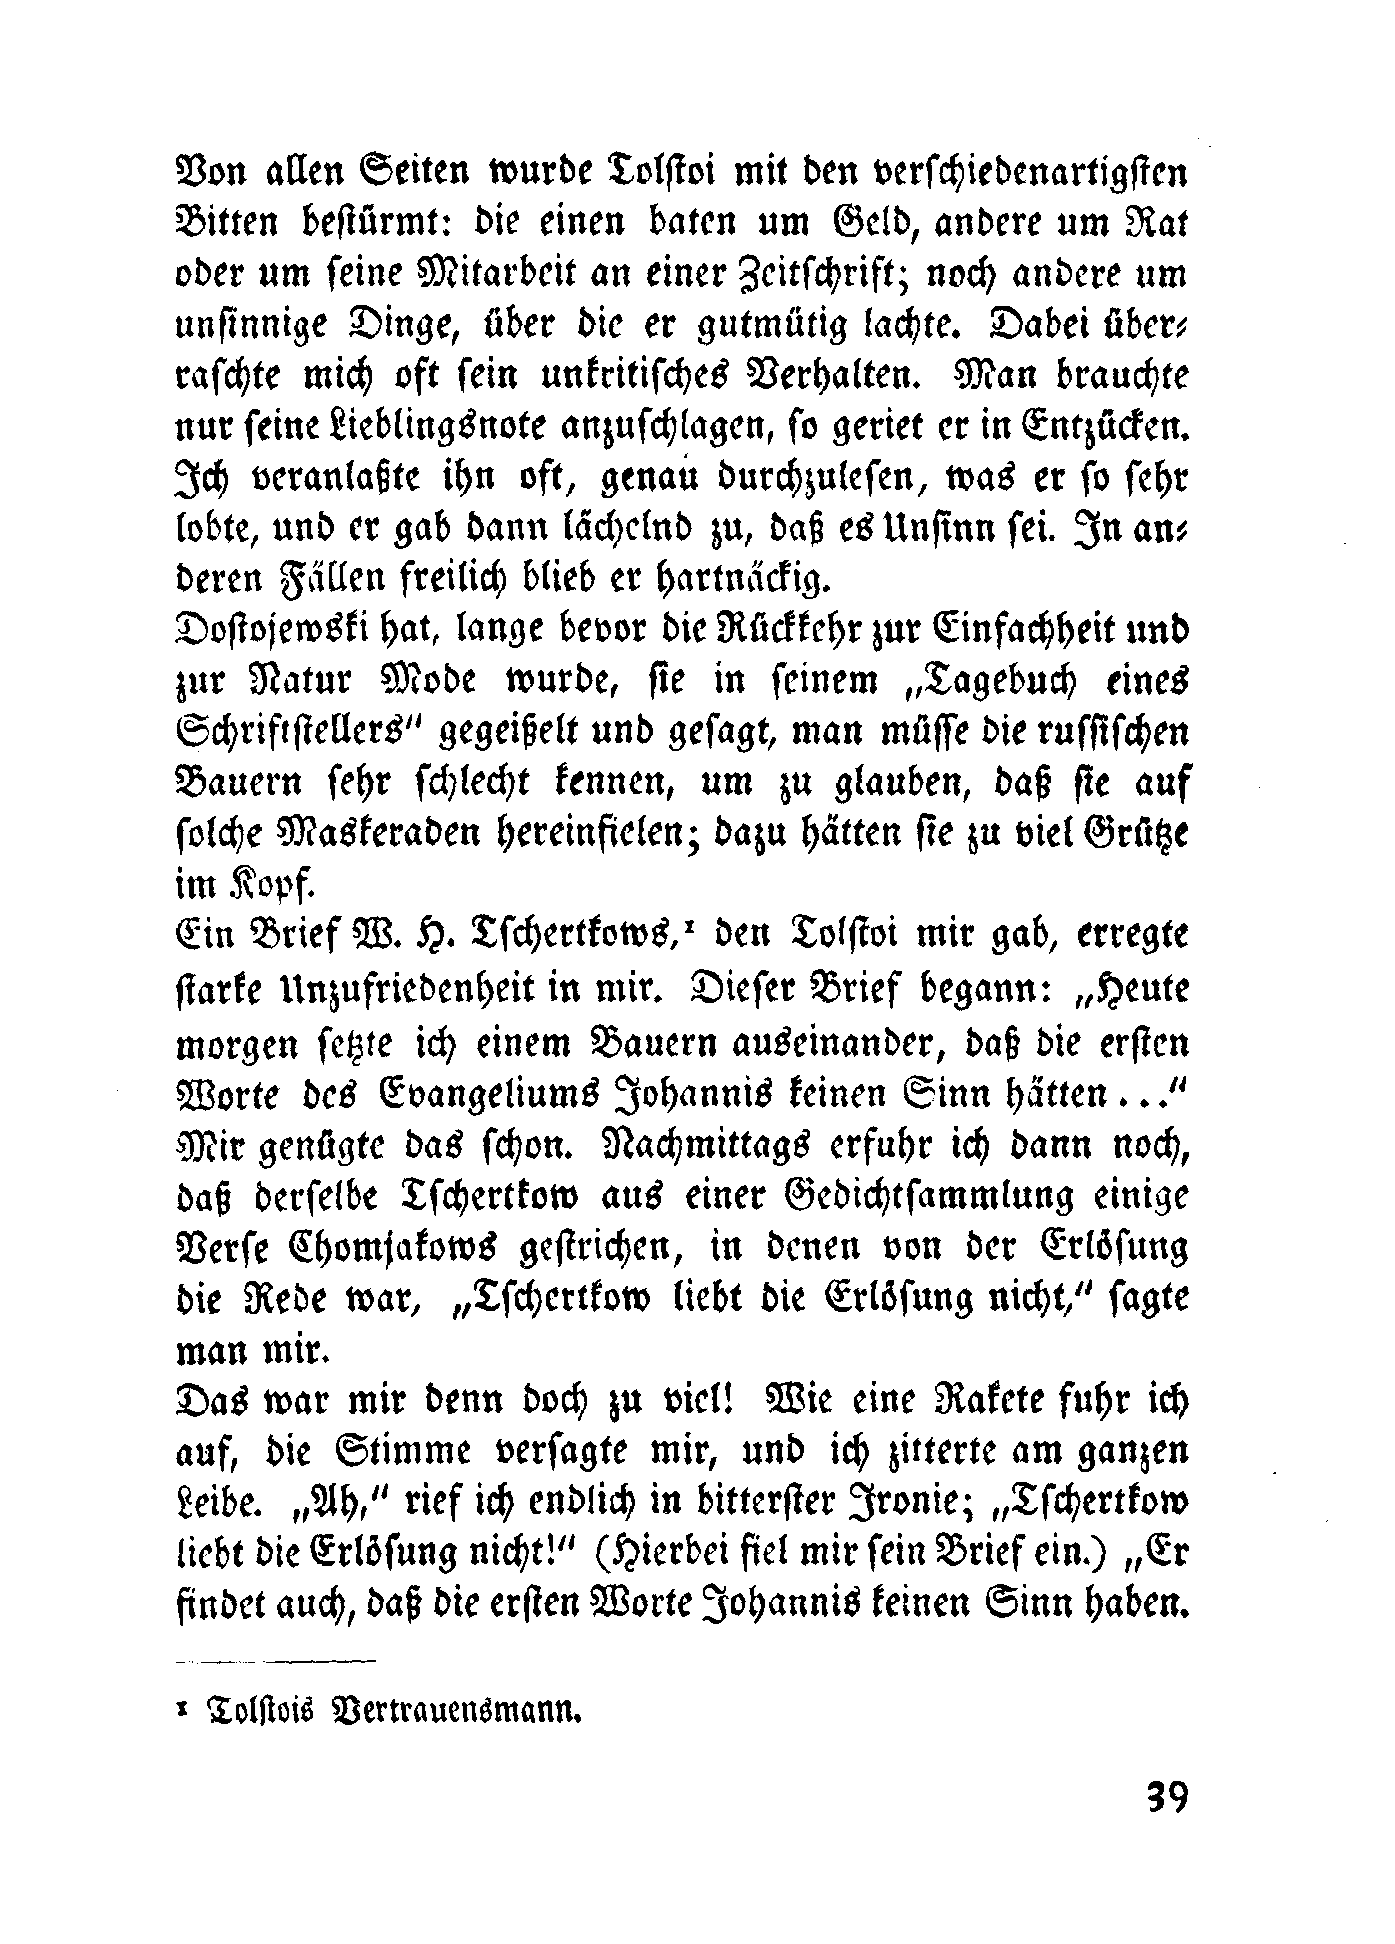 Von allen Seiten wurde Tolstoi mit den verschiedenartigsten
Bitten bestürmt: die einen baten um Geld, andere um Rat
oder um seine Mitarbeit an einer Zeitschrift; noch andere um
unsinnige Dinge, über die er gutmütig lachte. Dabei über-
raschte mich oft sein unkritisches Verhalten. Man brauchte
nur seine Lieblingsnote anzuschlagen, so geriet er in Entzücken.
Ich veranlaßte ihn oft, genau durchzulesen, was er so sehr
lobte, und er gab dann lächelnd zu, daß es Unsinn sei. In an-
deren Fällen freilich blieb er hartnäckig.
Dostojewski hat, lange bevor die Rückkehr zur Einfachheit und
zur Natur Mode wurde, sie in seinem „Tagebuch eines
Schriftstellers“ gegeißelt und gesagt, man müsse die russischen
Bauern sehr schlecht kennen, um zu glauben, daß sie auf
solche Maskeraden hereinfielen; dazu hätten sie zu viel Grütze
im Kopf.
Ein Brief W. H. Tschertkows,¹ den Tolstoi mir gab, erregte
starke Unzufriedenheit in mir. Dieser Brief begann: „Heute
morgen setzte ich einem Bauern auseinander, daß die ersten
Worte des Evangeliums Johannis keinen Sinn hätten ...“
Mir genügte das schon. Nachmittags erfuhr ich dann noch,
daß derselbe Tschertkow aus einer Gedichtsammlung einige
Verse Chomjakows gestrichen, in denen von der Erlösung
die Rede war, „Tschertkow liebt die Erlösung nicht,“ sagte
man mir.
Das war mir denn doch zu viel! Wie eine Rakete fuhr ich
auf, die Stimme versagte mir, und ich zitterte am ganzen
Leibe. „Ah,“ rief ich endlich in bitterster Ironie; „Tschertkow
liebt die Erlösung nicht!“ (Hierbei fiel mir sein Brief ein.) „Er
findet auch, daß die ersten Worte Johannis keinen Sinn haben.
¹ Tolstois Vertrauensmann.
39